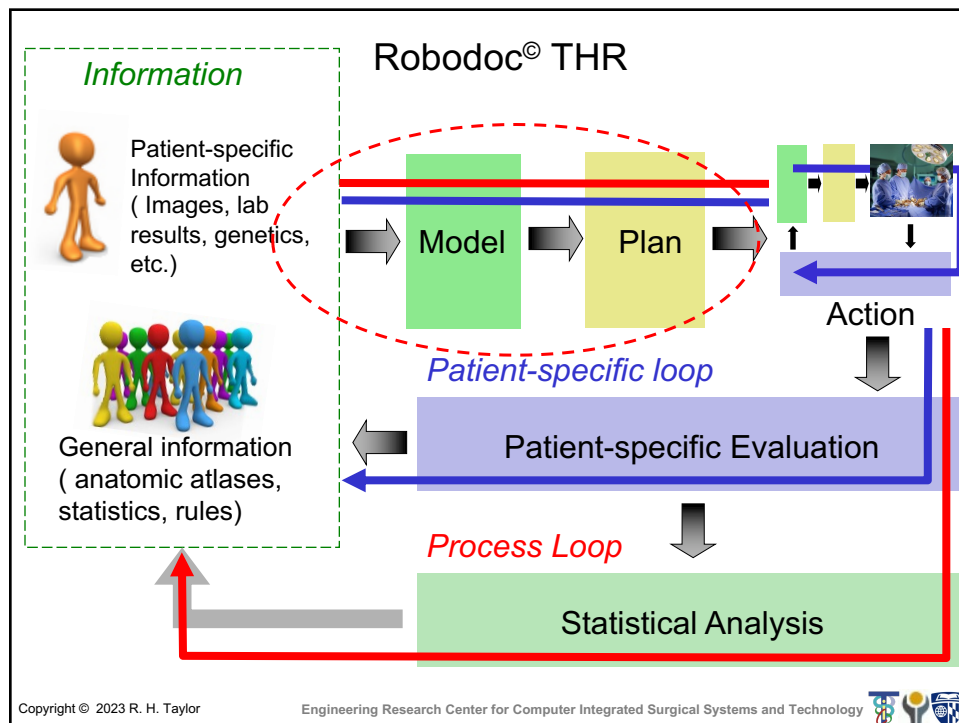 Robodoc© THR
Information
Patient-specific
Information
( Images, lab
results, genetics,
etc.)
Model
Plan
Action
Patient-specific loop
General information
( anatomic atlases,
statistics, rules)
Patient-specific Evaluation
Process Loop
Statistical Analysis
Copyright © 2023 R. H. Taylor
Engineering Research Center for Computer Integrated Surgical Systems and Technology